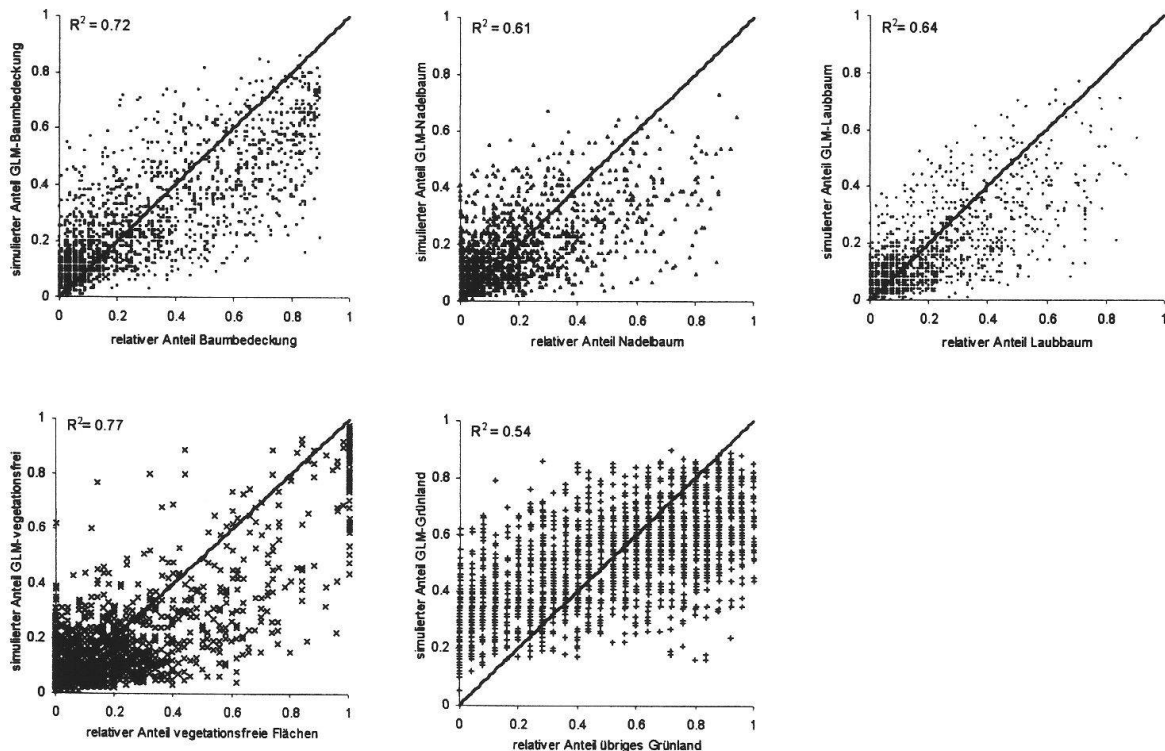 R² = 0.72
simulierter Anteil GLM-Baumbedeckung
1
0.8
0.6
0.4
0.2
0
0 0.2 0.4 0.6 0.8 1
relativer Anteil Baumbedeckung
R² = 0.61
simulierter Anteil GLM-Nadelbaum
1
0.8
0.6
0.4
0.2
0
0 0.2 0.4 0.6 0.8 1
relativer Anteil Nadelbaum
R² = 0.64
simulierter Anteil GLM-Laubbaum
1
0.8
0.6
0.4
0.2
0
0 0.2 0.4 0.6 0.8 1
relativer Anteil Laubbaum
R² = 0.77
simulierter Anteil GLM-vegetationsfrei
1
0.8
0.6
0.4
0.2
0
0 0.2 0.4 0.6 0.8 1
relativer Anteil vegetationsfreie Flächen
R² = 0.54
simulierter Anteil GLM-Grünland
1
0.8
0.6
0.4
0.2
0
0 0.2 0.4 0.6 0.8 1
relativer Anteil übriges Grünland